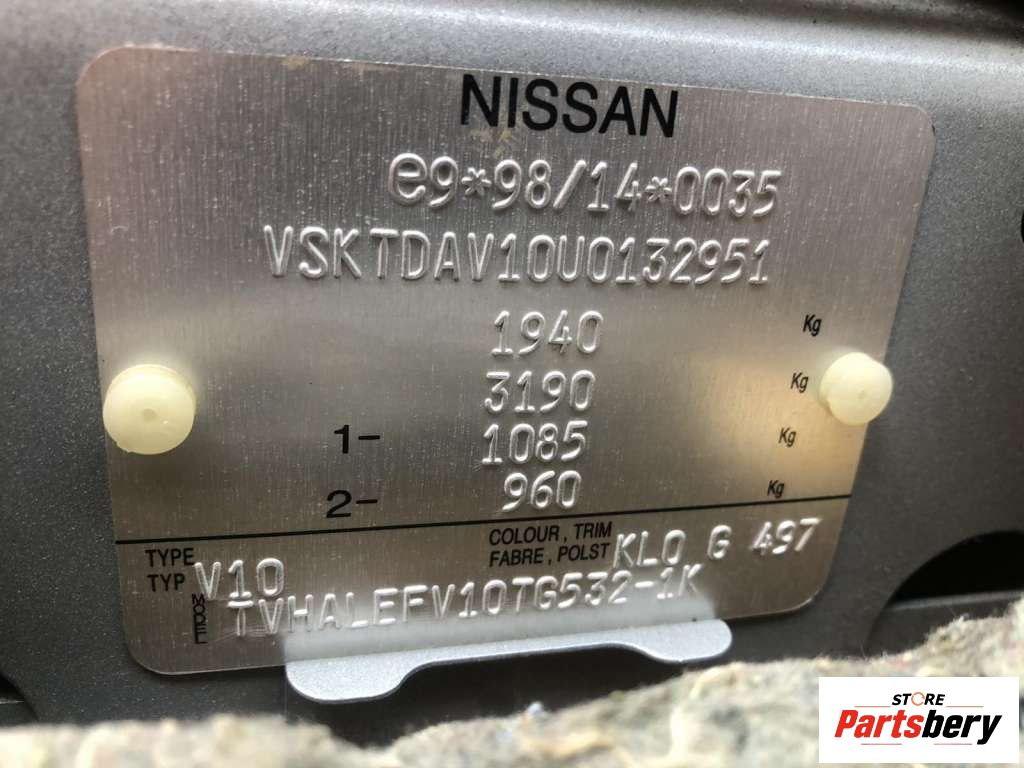 NISSAN
e9*98/14*0035
VSKTDAV10U0132951
1940 Kg
3190 Kg
1- 1085 Kg
2- 960 Kg
TYPE
TYP V10
COLOUR, TRIM
FABRE, POLST KL0 G 497
MODEL TVHALEFV10TG532-1K
STORE
Partsbery